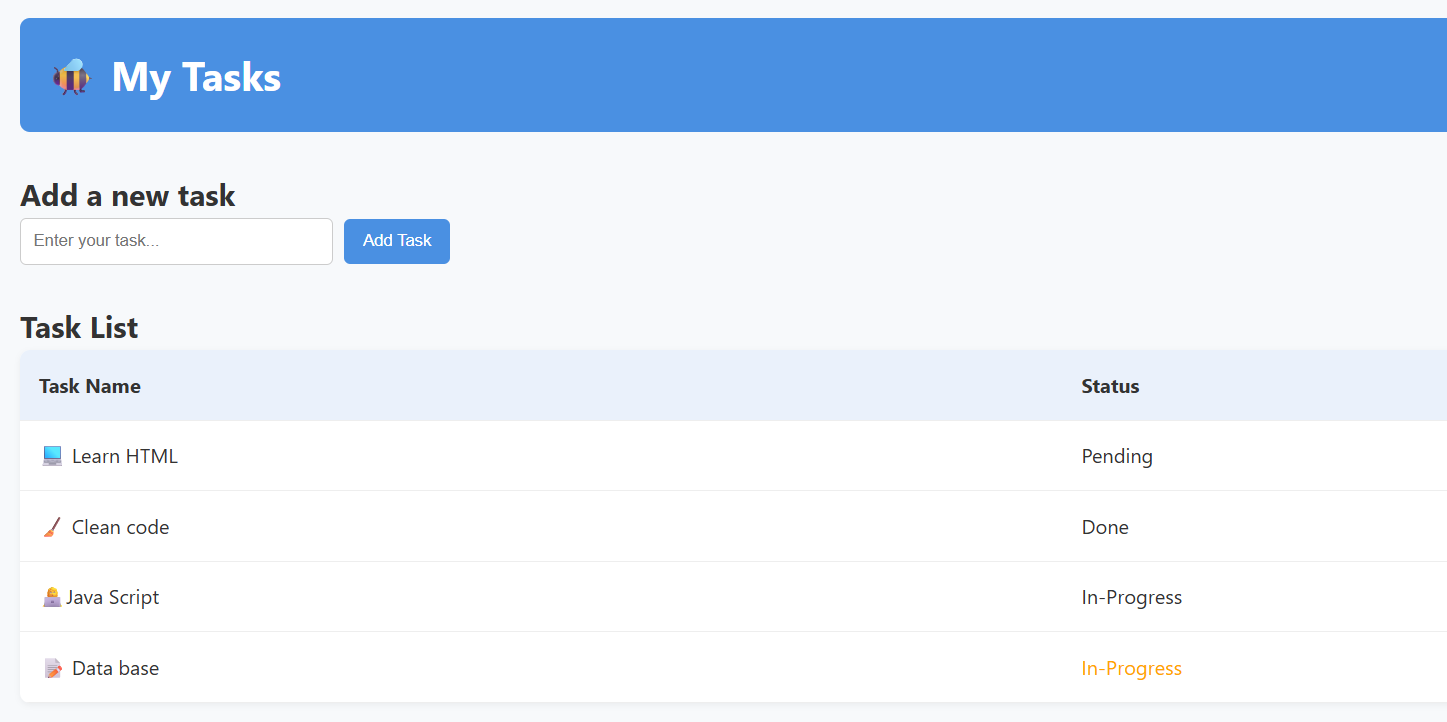 🐝 My Tasks
Add a new task
Enter your task... Add Task
Task List
Task Name Status
💻 Learn HTML Pending
🧹 Clean code Done
👩‍💻Java Script In-Progress
📝 Data base In-Progress